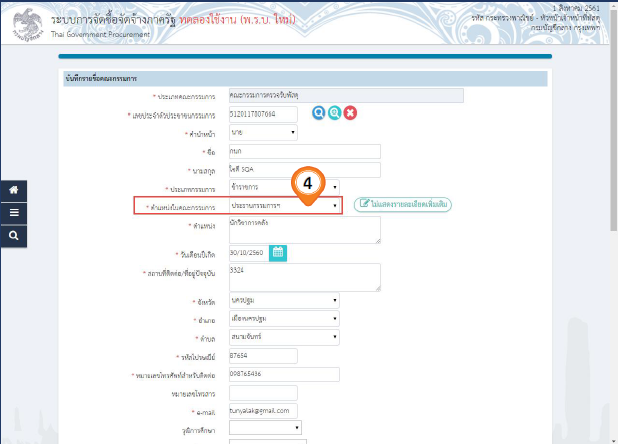 ระบบการจัดซื้อจัดจ้างภาครัฐ ทดลองใช้งาน (พ.ร.บ. ใหม่)
Thai Government Procurement
1 สิงหาคม 2561
รหัส กระทรวงพาณิชย์ - หัวหน้าเจ้าหน้าที่พัสดุ
กรมบัญชีกลาง กรุงเทพฯ
บันทึกรายชื่อคณะกรรมการ
* ประเภทคณะกรรมการ คณะกรรมการตรวจรับพัสดุ
* เลขประจำตัวประชาชนกรรมการ 5120117807664
* คำนำหน้า นาย
* ชื่อ กนก
* นามสกุล ใจดี SQA
* ประเภทกรรมการ ข้าราชการ
4
* ตำแหน่งในคณะกรรมการ ประธานกรรมการฯ ไม่แสดงรายละเอียดเพิ่มเติม
* ตำแหน่ง นักวิชาการคลัง
* วันเดือนปีเกิด 30/10/2560
* สถานที่ติดต่อ/ที่อยู่ปัจจุบัน 3324
* จังหวัด นครปฐม
* อำเภอ เมืองนครปฐม
* ตำบล สนามจันทร์
* รหัสไปรษณีย์ 87654
* หมายเลขโทรศัพท์สำหรับติดต่อ 098765436
หมายเลขโทรสาร
* e-mail tunyalak@gmail.com
วุฒิการศึกษา